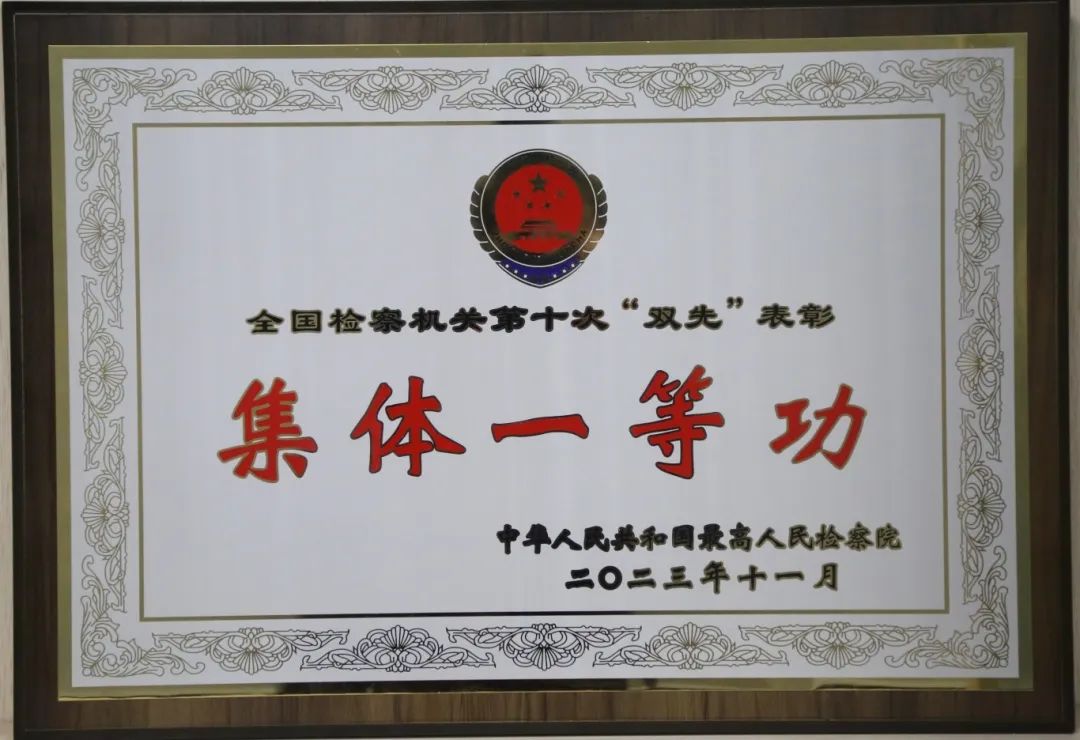 全国检察机关第十次“双先”表彰
集体一等功
中华人民共和国最高人民检察院
二〇二三年十一月